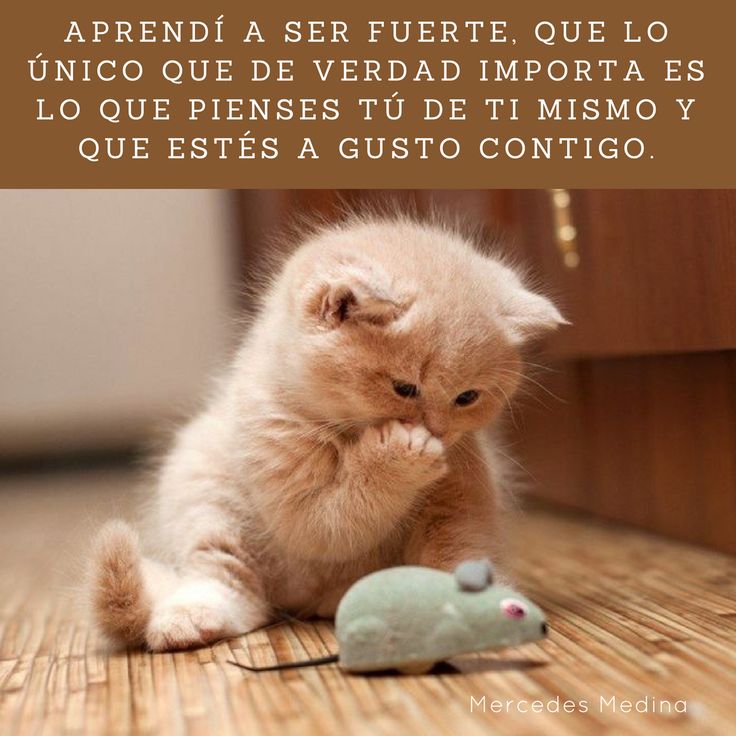 APRENDÍ A SER FUERTE, QUE LO
ÚNICO QUE DE VERDAD IMPORTA ES
LO QUE PIENSES TÚ DE TI MISMO Y
QUE ESTÉS A GUSTO CONTIGO.
Mercedes Medina